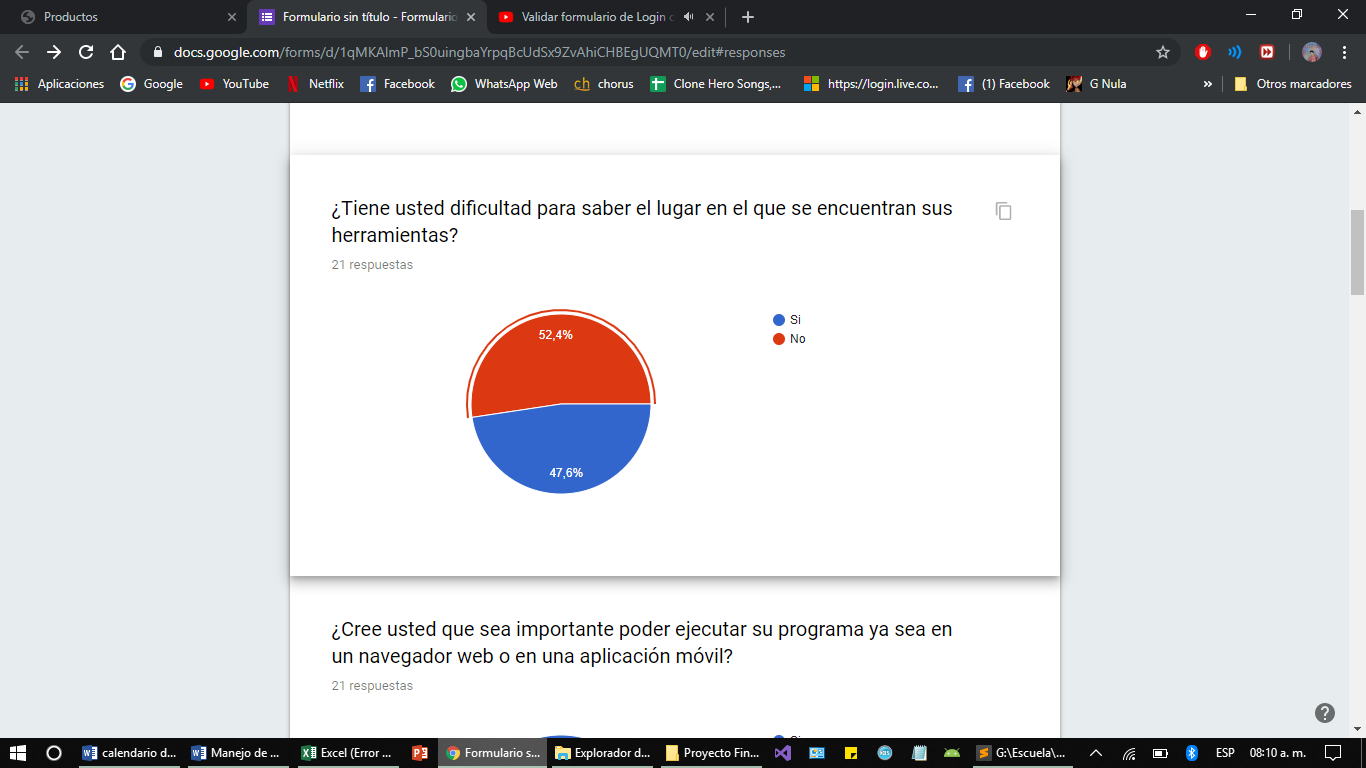 Productos
Formulario sin título - Formulario
Validar formulario de Login c
docs.google.com/forms/d/1qMKAlmP_bS0uingbaYrpqBcUdSx9ZvAhiCHBEgUQMT0/edit#responses
Aplicaciones
Google
YouTube
Netflix
Facebook
WhatsApp Web
chorus
Clone Hero Songs,...
https://login.live.co...
(1) Facebook
G Nula
»
Otros marcadores
¿Tiene usted dificultad para saber el lugar en el que se encuentran sus
herramientas?
21 respuestas
Si
No
52,4%
47,6%
¿Cree usted que sea importante poder ejecutar su programa ya sea en
un navegador web o en una aplicación móvil?
21 respuestas
calendario d...
Manejo de ...
Excel (Error ...
Formulario s...
Explorador d...
Proyecto Fin...
G:\Escuela\...
ESP
08:10 a. m.